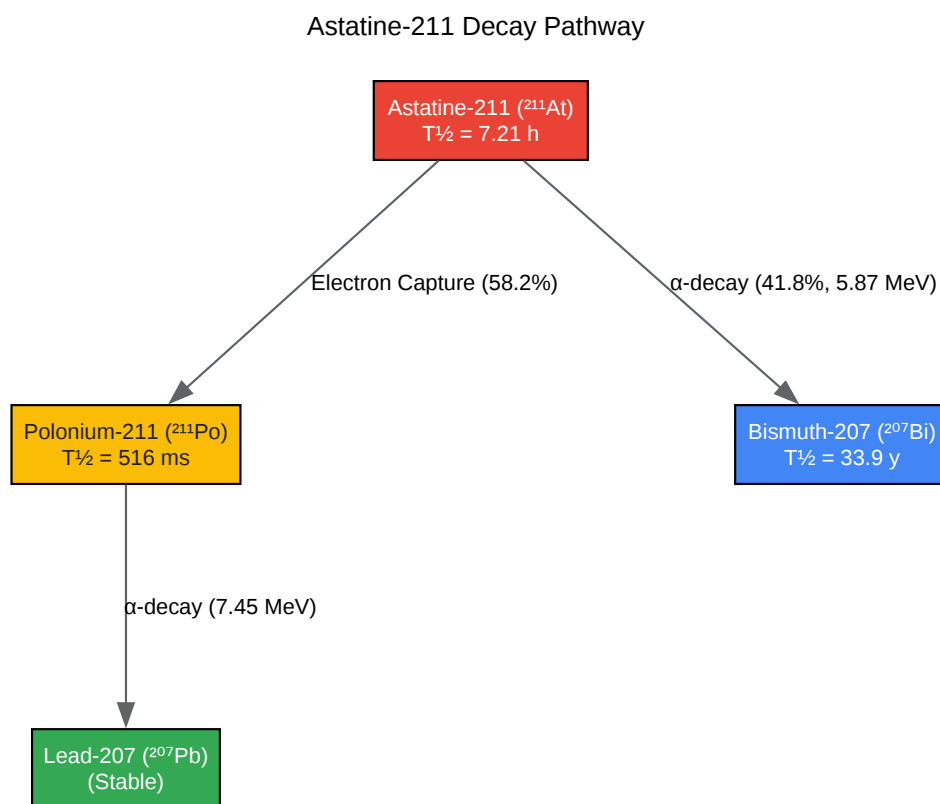 Astatine-211 Decay Pathway
Astatine-211 (²¹¹At)
T½ = 7.21 h
Electron Capture (58.2%)
α-decay (41.8%, 5.87 MeV)
Polonium-211 (²¹¹Po)
T½ = 516 ms
Bismuth-207 (²⁰⁷Bi)
T½ = 33.9 y
α-decay (7.45 MeV)
Lead-207 (²⁰⁷Pb)
(Stable)